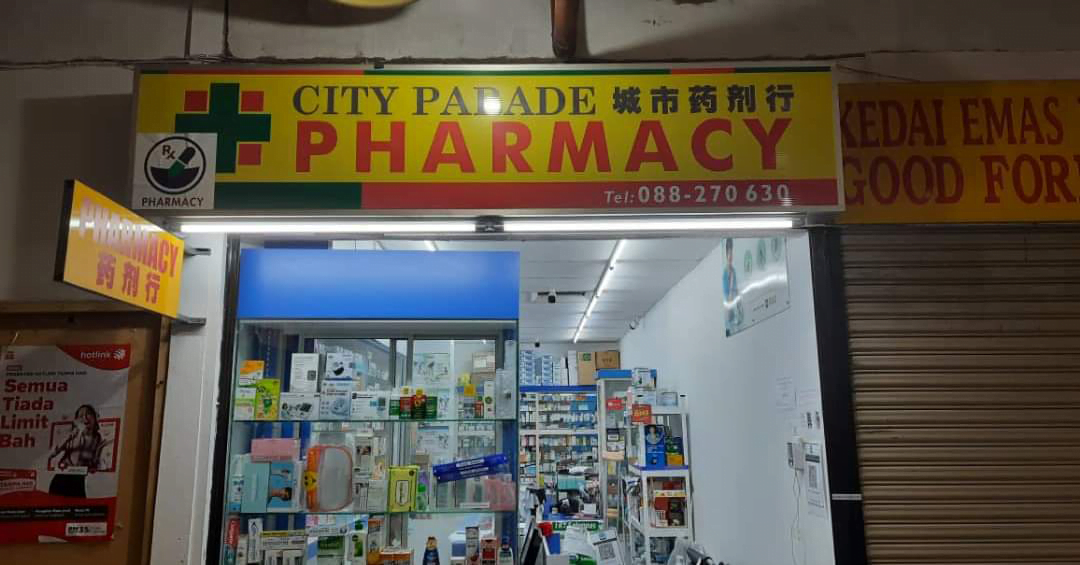 CITY PARADE 城市药剂行
PHARMACY
Tel: 088-270 630
Rx
PHARMACY
PHARMACY
药剂行
KEDAI EMAS
GOOD FOR
hotlink
Semua
Tiada
Limit
Bah